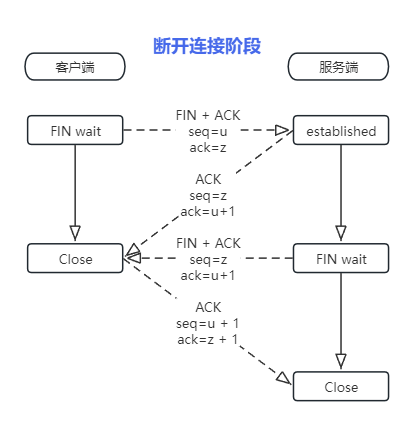 断开连接阶段
客户端
服务端
FIN wait
FIN + ACK
seq=u
ack=z
established
ACK
seq=z
ack=u+1
Close
FIN + ACK
seq=z
ack=u+1
FIN wait
ACK
seq=u + 1
ack=z + 1
Close